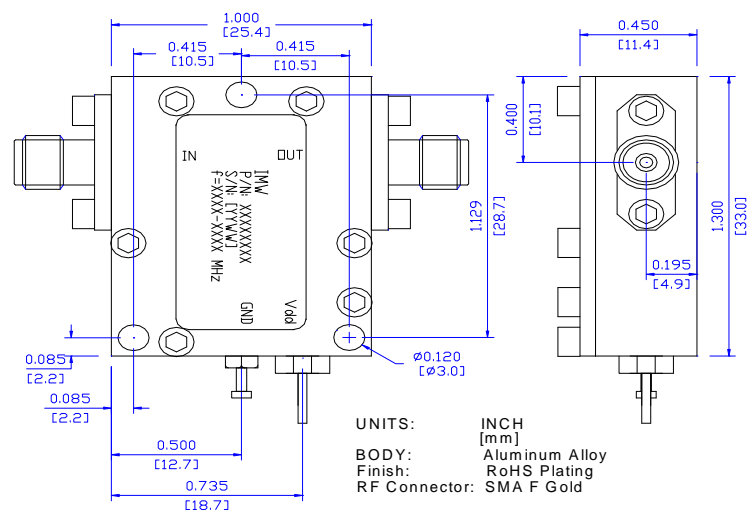 1.000
[25.4]
0.415
[10.5]
0.415
[10.5]
0.450
[11.4]
0.400
[10.1]
IN
OUT
IMW
P/N: XXXXXXXX
S/N: [YYWW]
f=XXXX-XXXX MHz
GND
Vdd
1.129
[28.7]
1.300
[33.0]
0.195
[4.9]
0.085
[2.2]
0.085
[2.2]
Ø0.120
[Ø3.0]
0.500
[12.7]
0.735
[18.7]
UNITS: INCH
[mm]
BODY: Aluminum Alloy
Finish: RoHS Plating
RF Connector: SMA F Gold